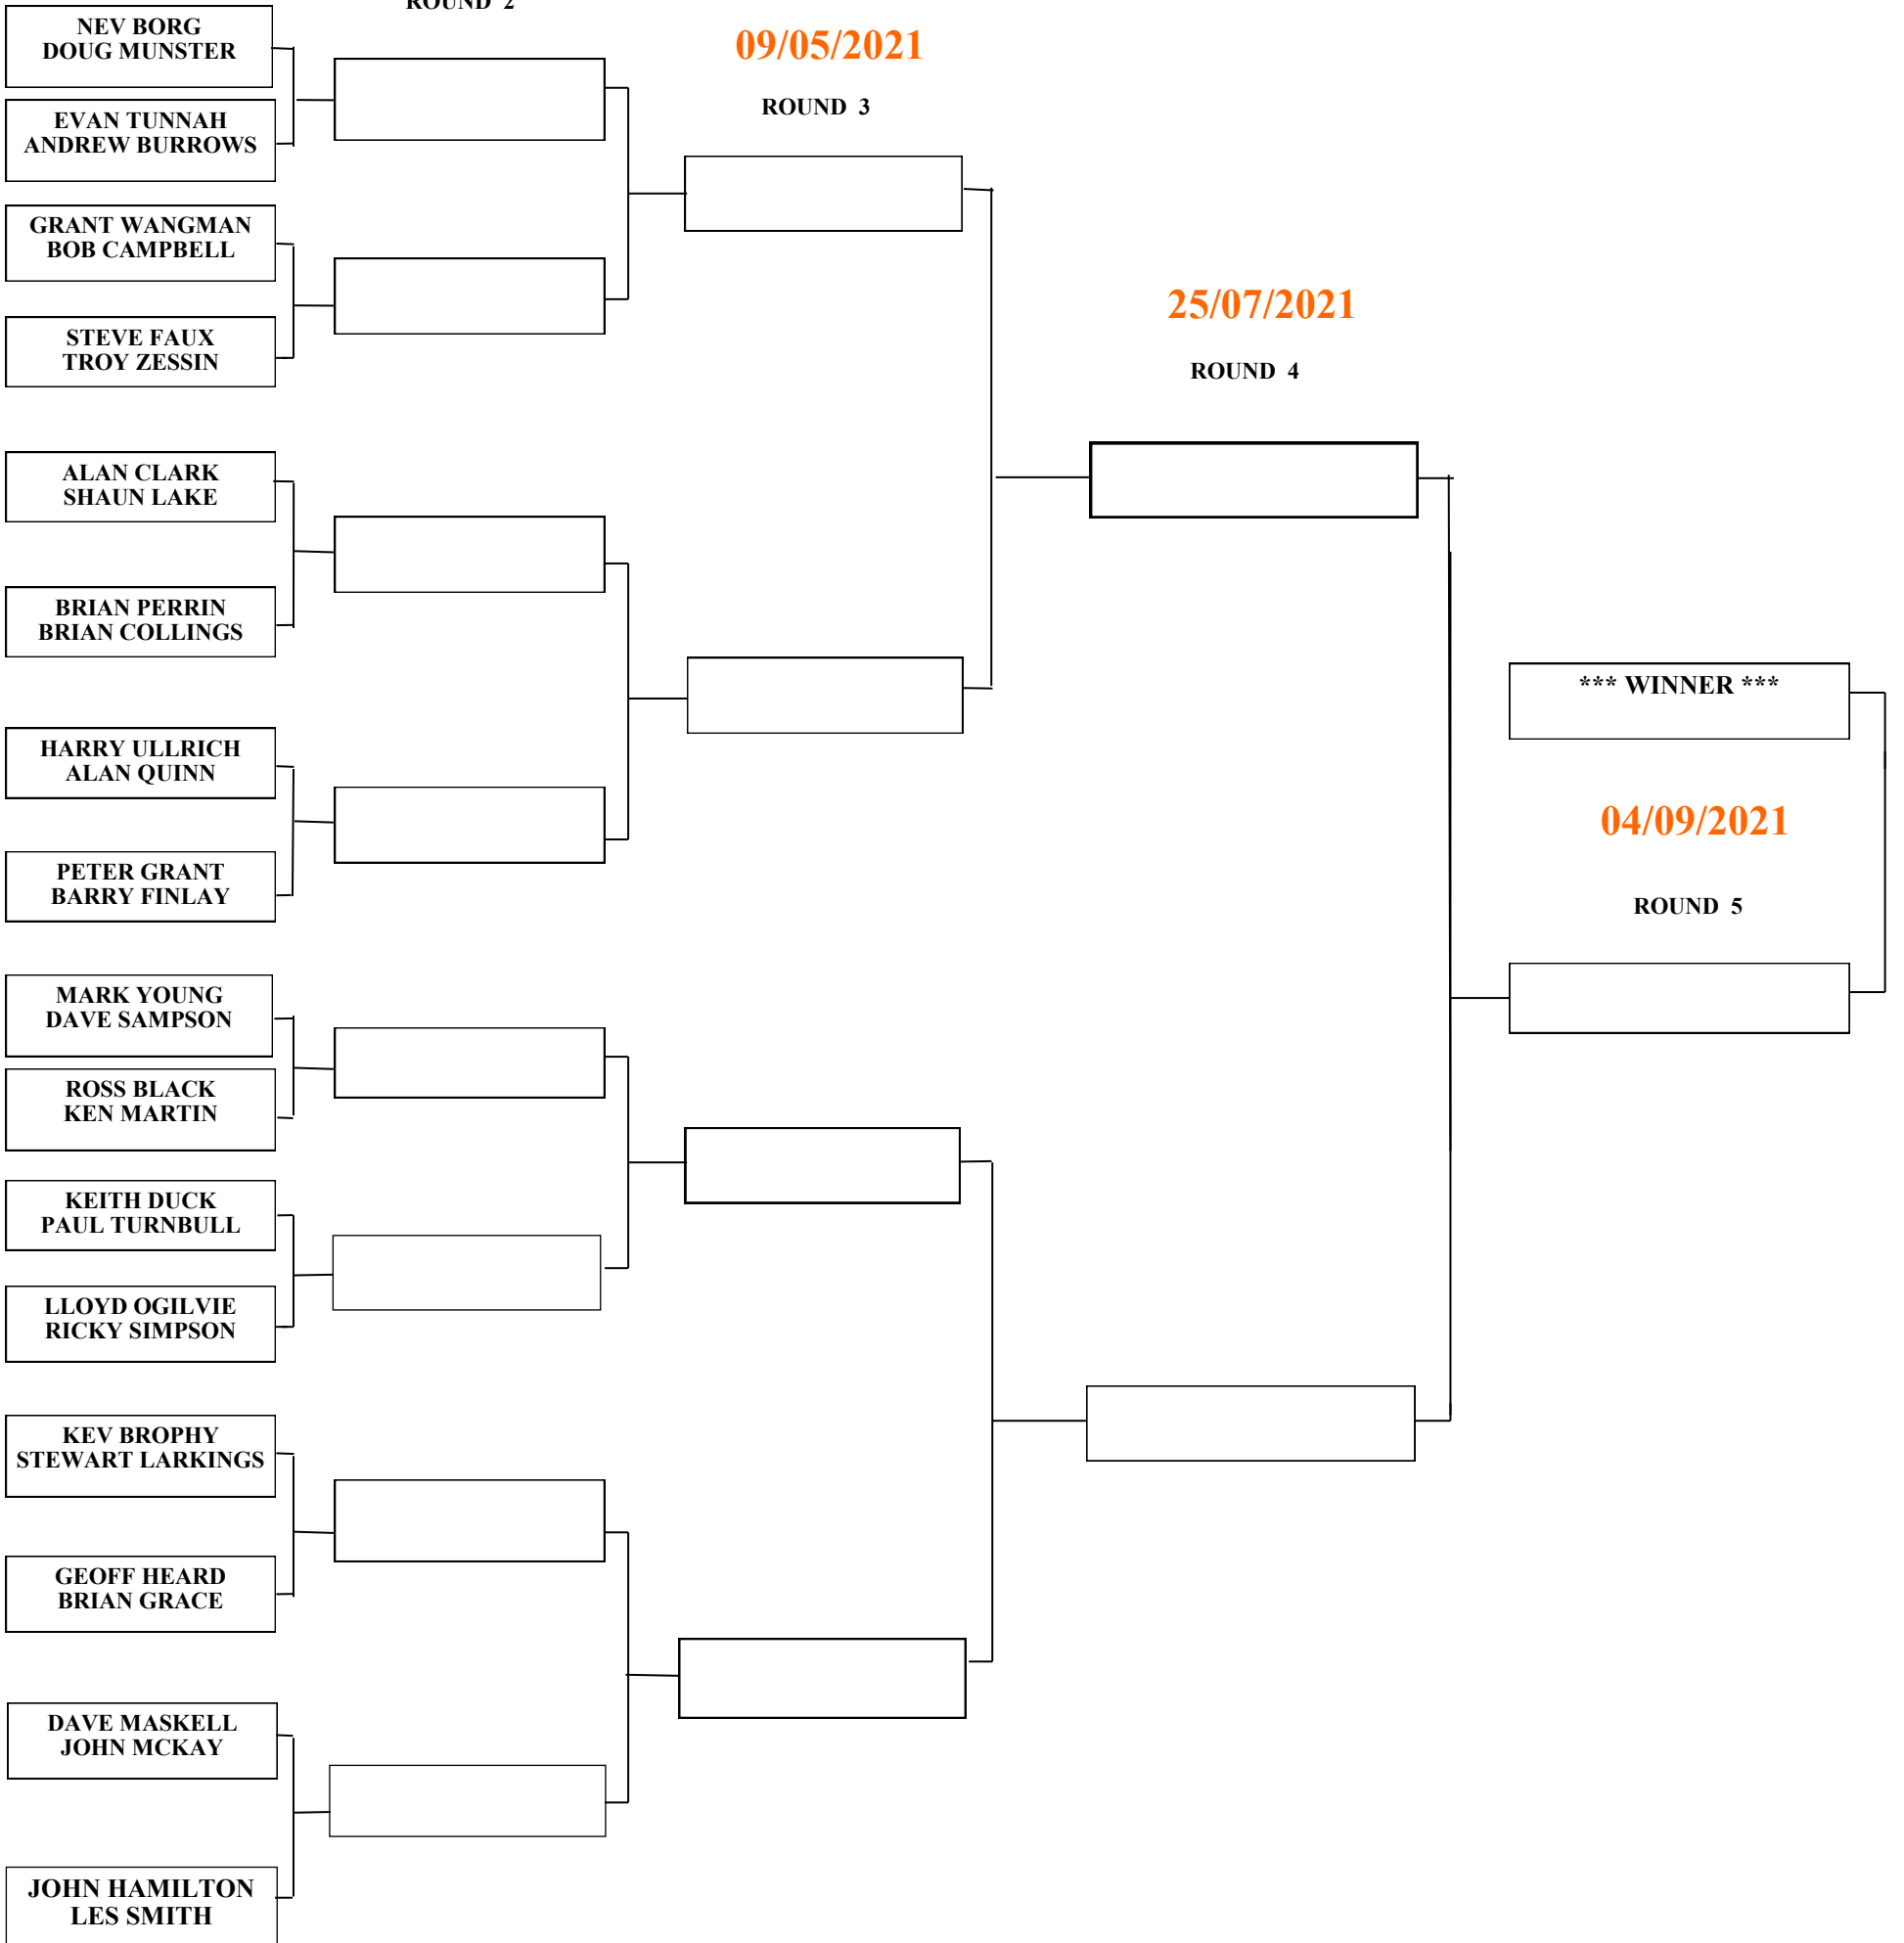 ROUND 2
NEV BORG
DOUG MUNSTER
09/05/2021
ROUND 3
EVAN TUNNAH
ANDREW BURROWS
GRANT WANGMAN
BOB CAMPBELL
25/07/2021
STEVE FAUX
TROY ZESSIN
ROUND 4
ALAN CLARK
SHAUN LAKE
BRIAN PERRIN
BRIAN COLLINGS
*** WINNER ***
HARRY ULLRICH
ALAN QUINN
04/09/2021
PETER GRANT
BARRY FINLAY
ROUND 5
MARK YOUNG
DAVE SAMPSON
ROSS BLACK
KEN MARTIN
KEITH DUCK
PAUL TURNBULL
LLOYD OGILVIE
RICKY SIMPSON
KEV BROPHY
STEWART LARKINGS
GEOFF HEARD
BRIAN GRACE
DAVE MASKELL
JOHN MCKAY
JOHN HAMILTON
LES SMITH